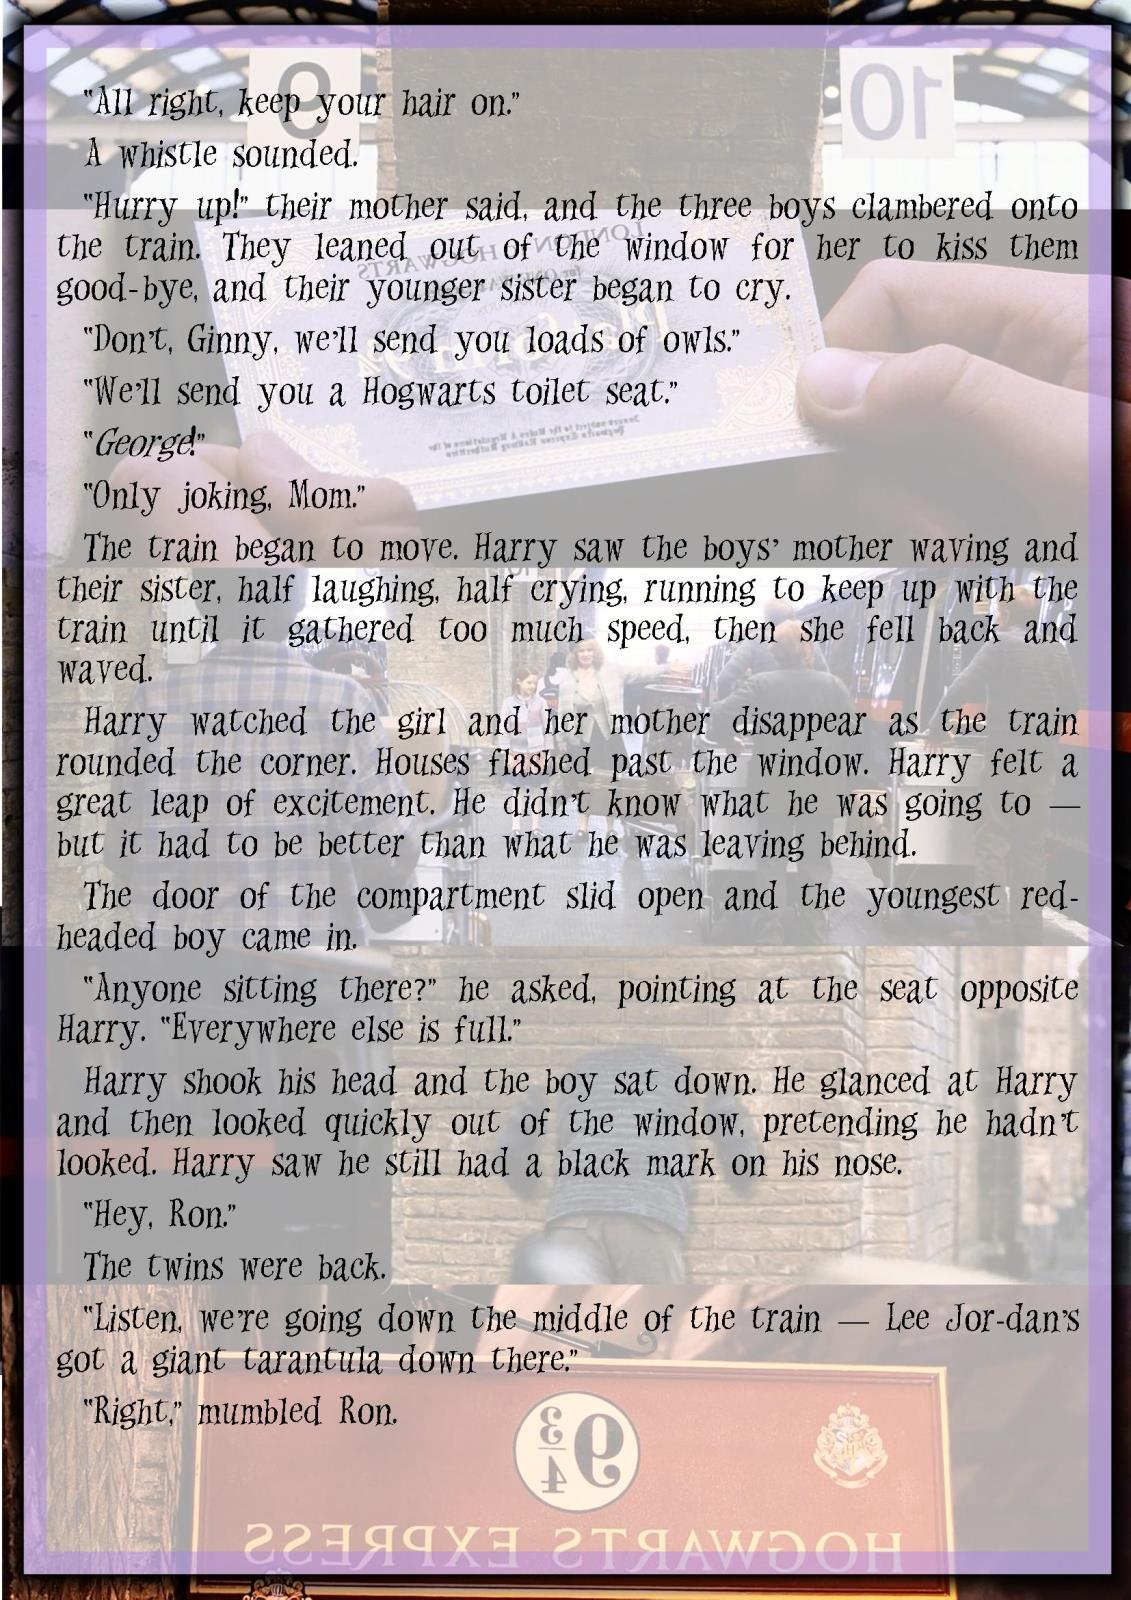 9
10
"All right, keep your hair on."
A whistle sounded.
"Hurry up!" their mother said, and the three boys clambered onto
the train. They leaned out of the window for her to kiss them
good-bye, and their younger sister began to cry.
"Don't, Ginny, we'll send you loads of owls."
"We'll send you a Hogwarts toilet seat."
"George!"
"Only joking, Mom."
The train began to move. Harry saw the boys' mother waving and
their sister, half laughing, half crying, running to keep up with the
train until it gathered too much speed, then she fell back and
waved.
Harry watched the girl and her mother disappear as the train
rounded the corner. Houses flashed past the window. Harry felt a
great leap of excitement. He didn't know what he was going to —
but it had to be better than what he was leaving behind.
The door of the compartment slid open and the youngest red-
headed boy came in.
"Anyone sitting there?" he asked, pointing at the seat opposite
Harry. "Everywhere else is full."
Harry shook his head and the boy sat down. He glanced at Harry
and then looked quickly out of the window, pretending he hadn't
looked. Harry saw he still had a black mark on his nose.
"Hey, Ron."
The twins were back.
"Listen, we're going down the middle of the train — Lee Jor-dan's
got a giant tarantula down there."
"Right," mumbled Ron.
9 3/4
HOGWARTS EXPRESS